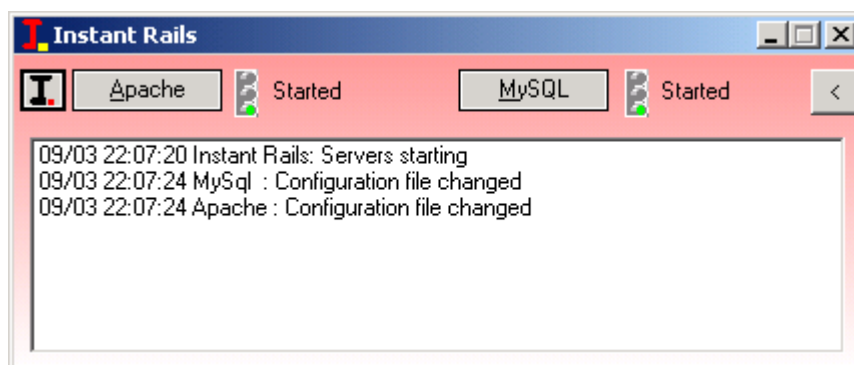 Instant Rails
Apache Started MySQL Started <
09/03 22:07:20 Instant Rails: Servers starting
09/03 22:07:24 MySql : Configuration file changed
09/03 22:07:24 Apache : Configuration file changed